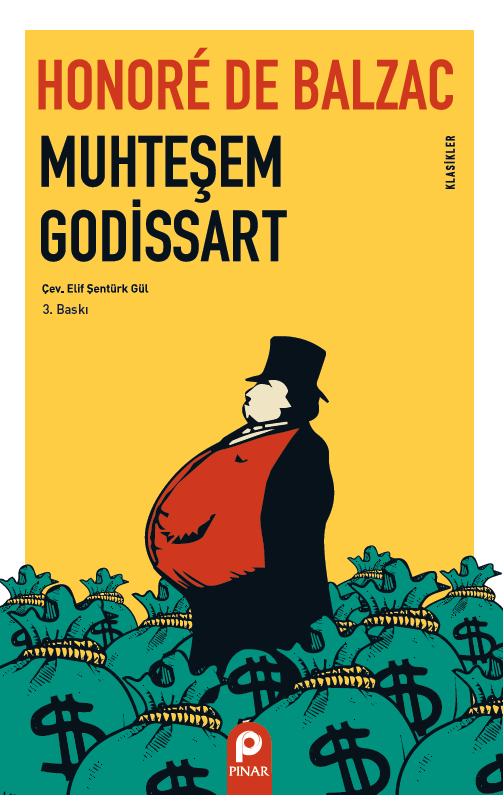 HONORÉ DE BALZAC
MUHTEŞEM
GODİSSART
KLASİKLER
Çev. Elif Şentürk Gül
3. Baskı
$
$
$
$
$
$
$
PINAR